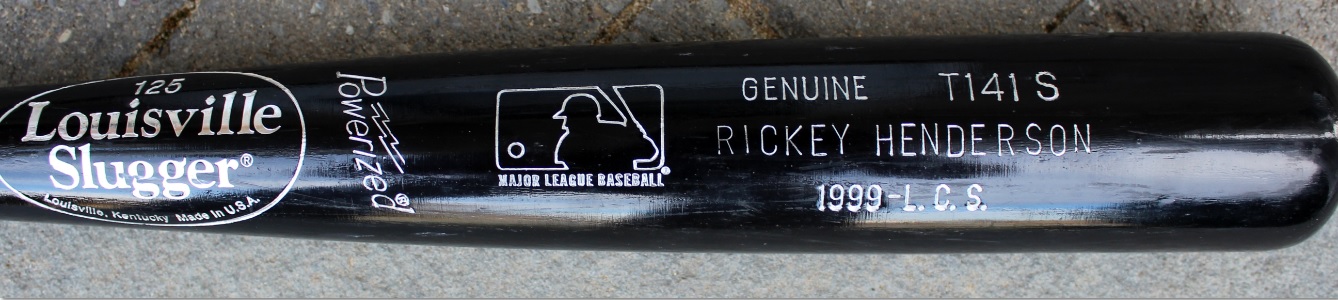 125
Louisville
Slugger®
Louisville, Kentucky Made In U.S.A.
Powerized®
MAJOR LEAGUE BASEBALL®
GENUINE T141 S
RICKEY HENDERSON
1999-L. C. S.